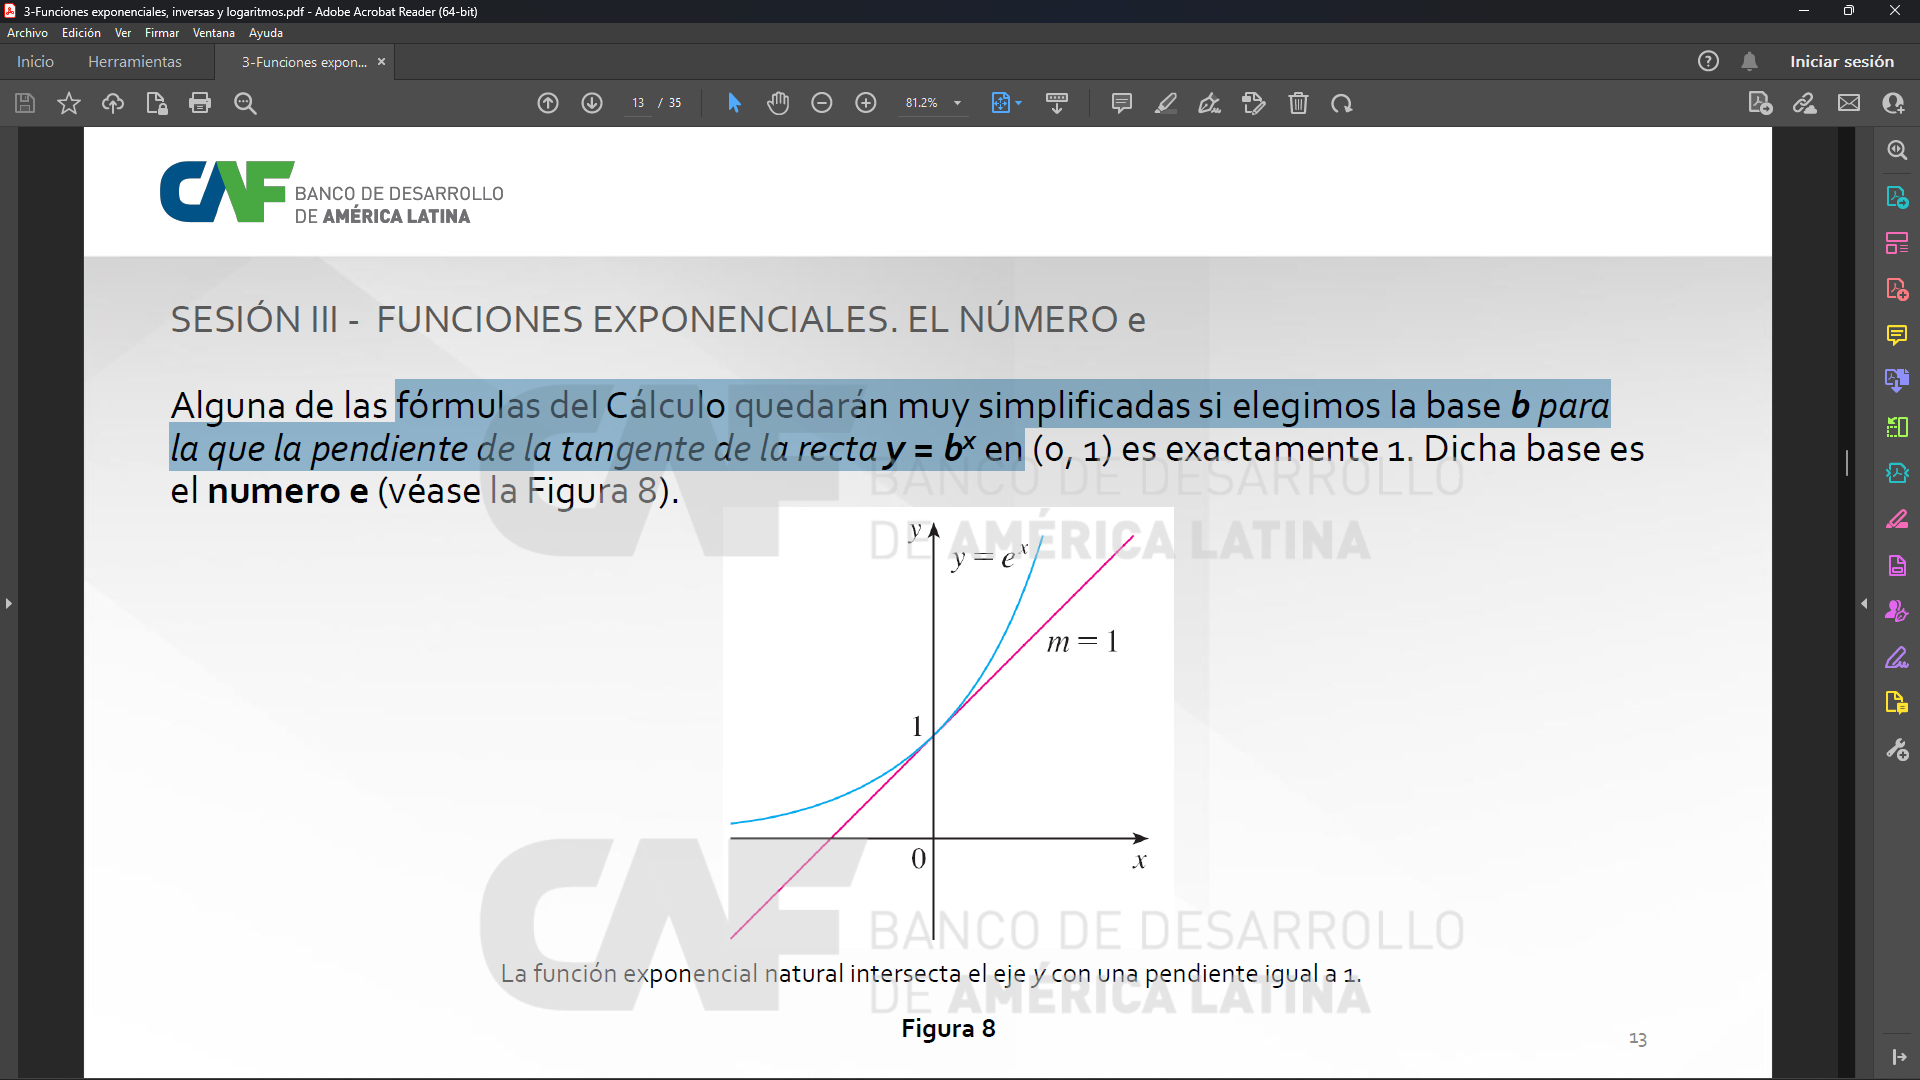 3-Funciones exponenciales, inversas y logaritmos.pdf - Adobe Acrobat Reader (64-bit)
Archivo Edición Ver Firmar Ventana Ayuda
Inicio Herramientas 3-Funciones expon... × Iniciar sesión
13 / 35 81.2%
CAF BANCO DE DESARROLLO
DE AMÉRICA LATINA
SESIÓN III - FUNCIONES EXPONENCIALES. EL NÚMERO e
Alguna de las fórmulas del Cálculo quedarán muy simplificadas si elegimos la base b para
la que la pendiente de la tangente de la recta y = bˣ en (0, 1) es exactamente 1. Dicha base es
el numero e (véase la Figura 8).
CAF BANCO DE DESARROLLO
DE AMÉRICA LATINA
y
y = eˣ
m = 1
1
0
x
CAF BANCO DE DESARROLLO
DE AMÉRICA LATINA
La función exponencial natural intersecta el eje y con una pendiente igual a 1.
Figura 8
13